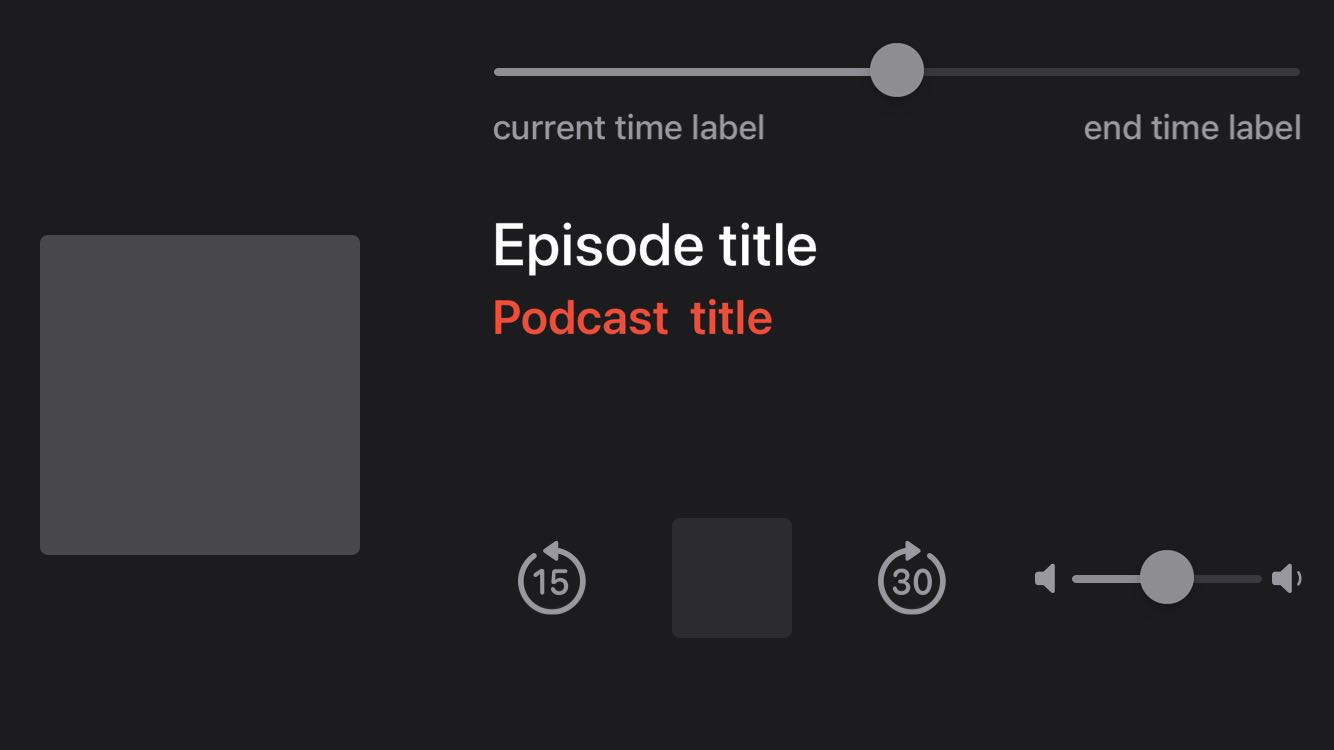 current time label
end time label
Episode title
Podcast  title
15
30